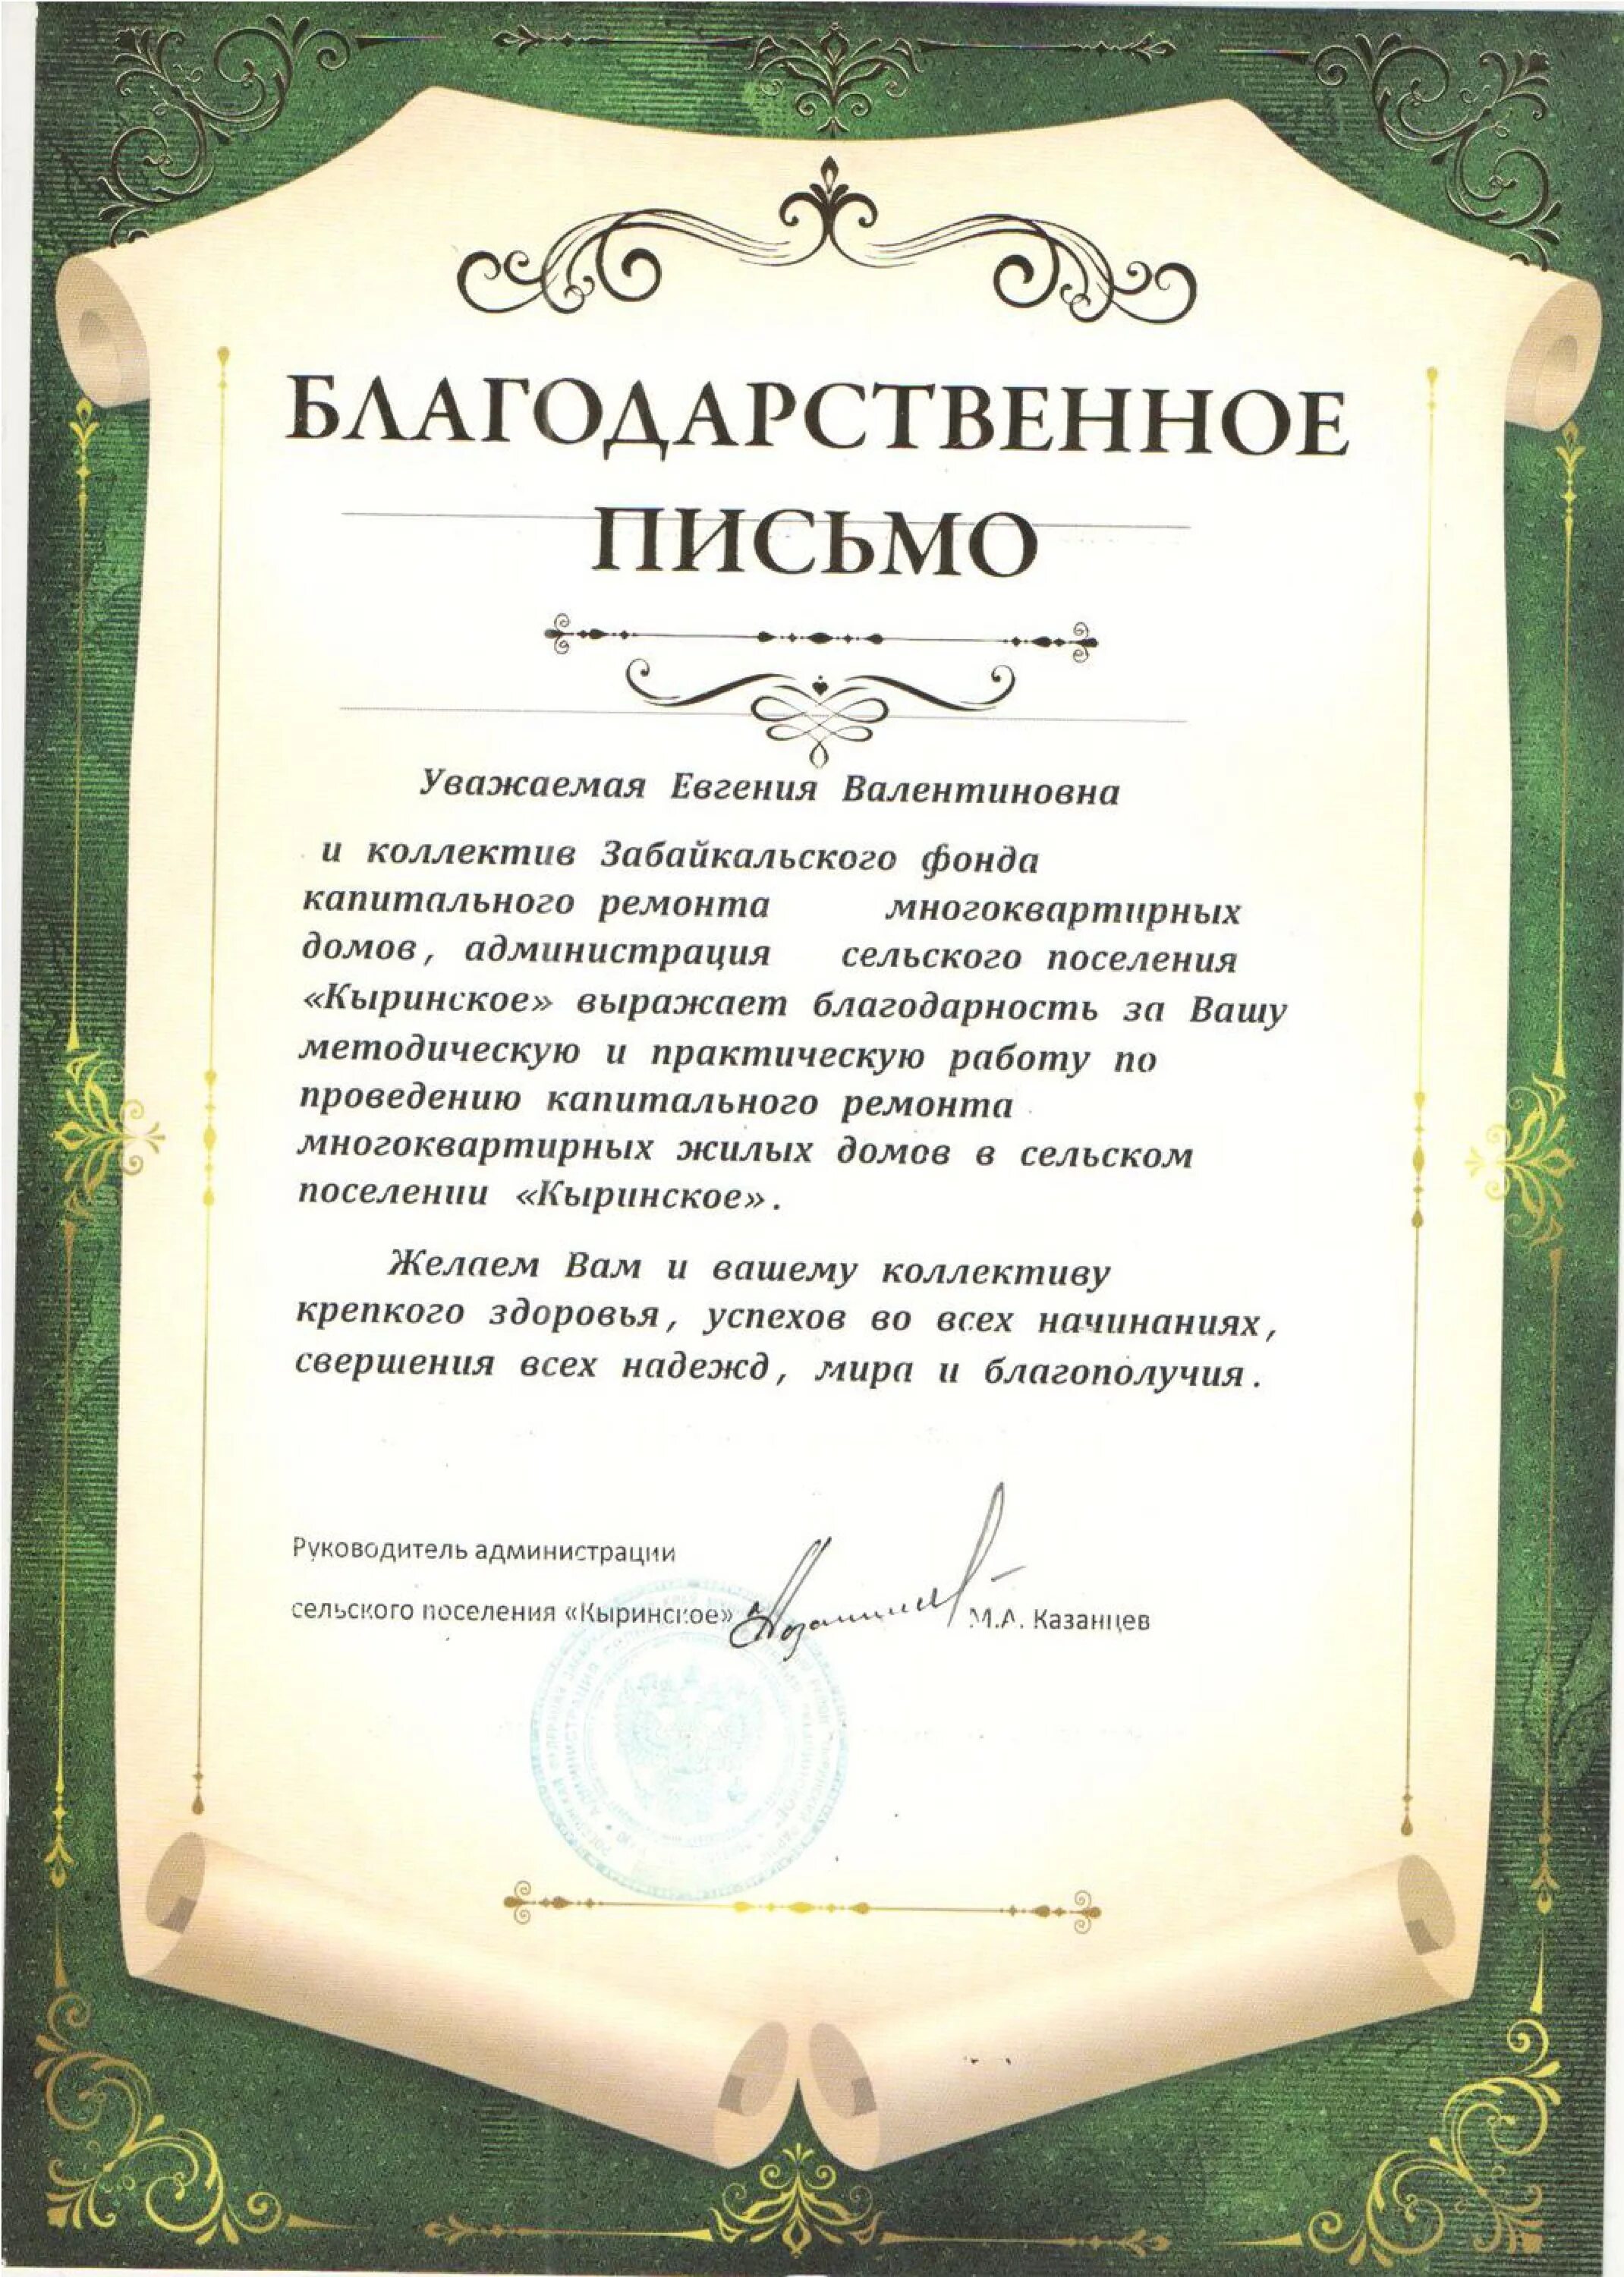 БЛАГОДАРСТВЕННОЕ
ПИСЬМО
Уважаемая Евгения Валентиновна
и коллектив Забайкальского фонда
капитального ремонта многоквартирных
домов, администрация сельского поселения
«Кыринское» выражает благодарность за Вашу
методическую и практическую работу по
проведению капитального ремонта
многоквартирных жилых домов в сельском
поселении «Кыринское».
Желаем Вам и вашему коллективу
крепкого здоровья, успехов во всех начинаниях,
свершения всех надежд, мира и благополучия.
Руководитель администрации
сельского поселения «Кыринское» М.А. Казанцев